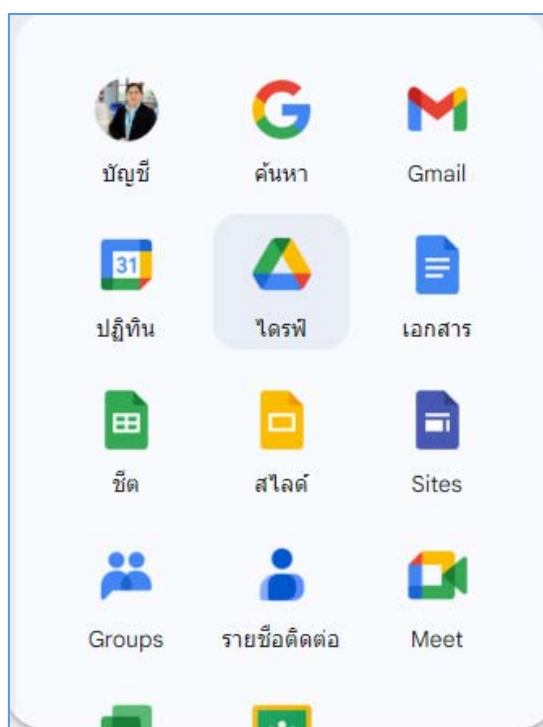 บัญชี
ค้นหา
Gmail
31
ปฏิทิน
ไดรฟ์
เอกสาร
ชีต
สไลด์
Sites
Groups
รายชื่อติดต่อ
Meet